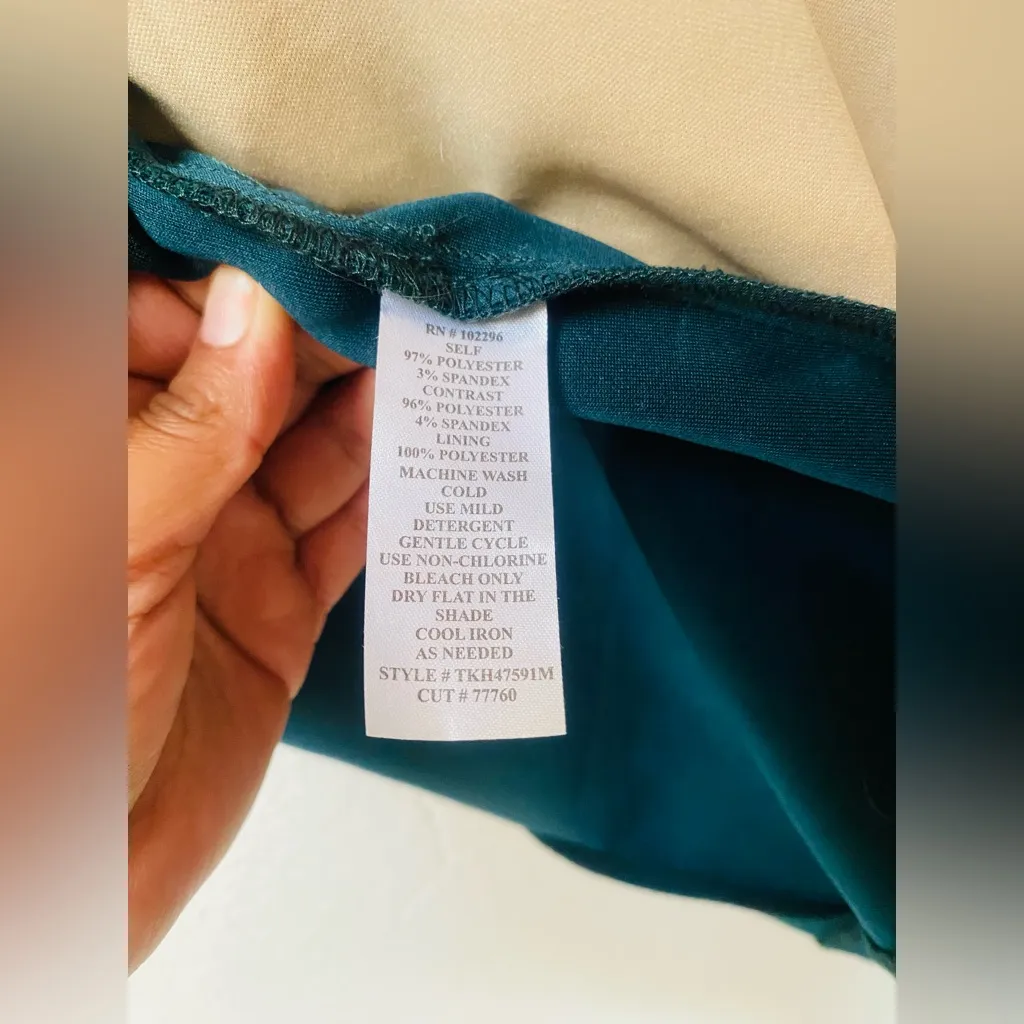 RN # 102296
SELF
97% POLYESTER
3% SPANDEX
CONTRAST
96% POLYESTER
4% SPANDEX
LINING
100% POLYESTER
MACHINE WASH
COLD
USE MILD
DETERGENT
GENTLE CYCLE
USE NON-CHLORINE
BLEACH ONLY
DRY FLAT IN THE
SHADE
COOL IRON
AS NEEDED
STYLE # TKH47591M
CUT # 77760